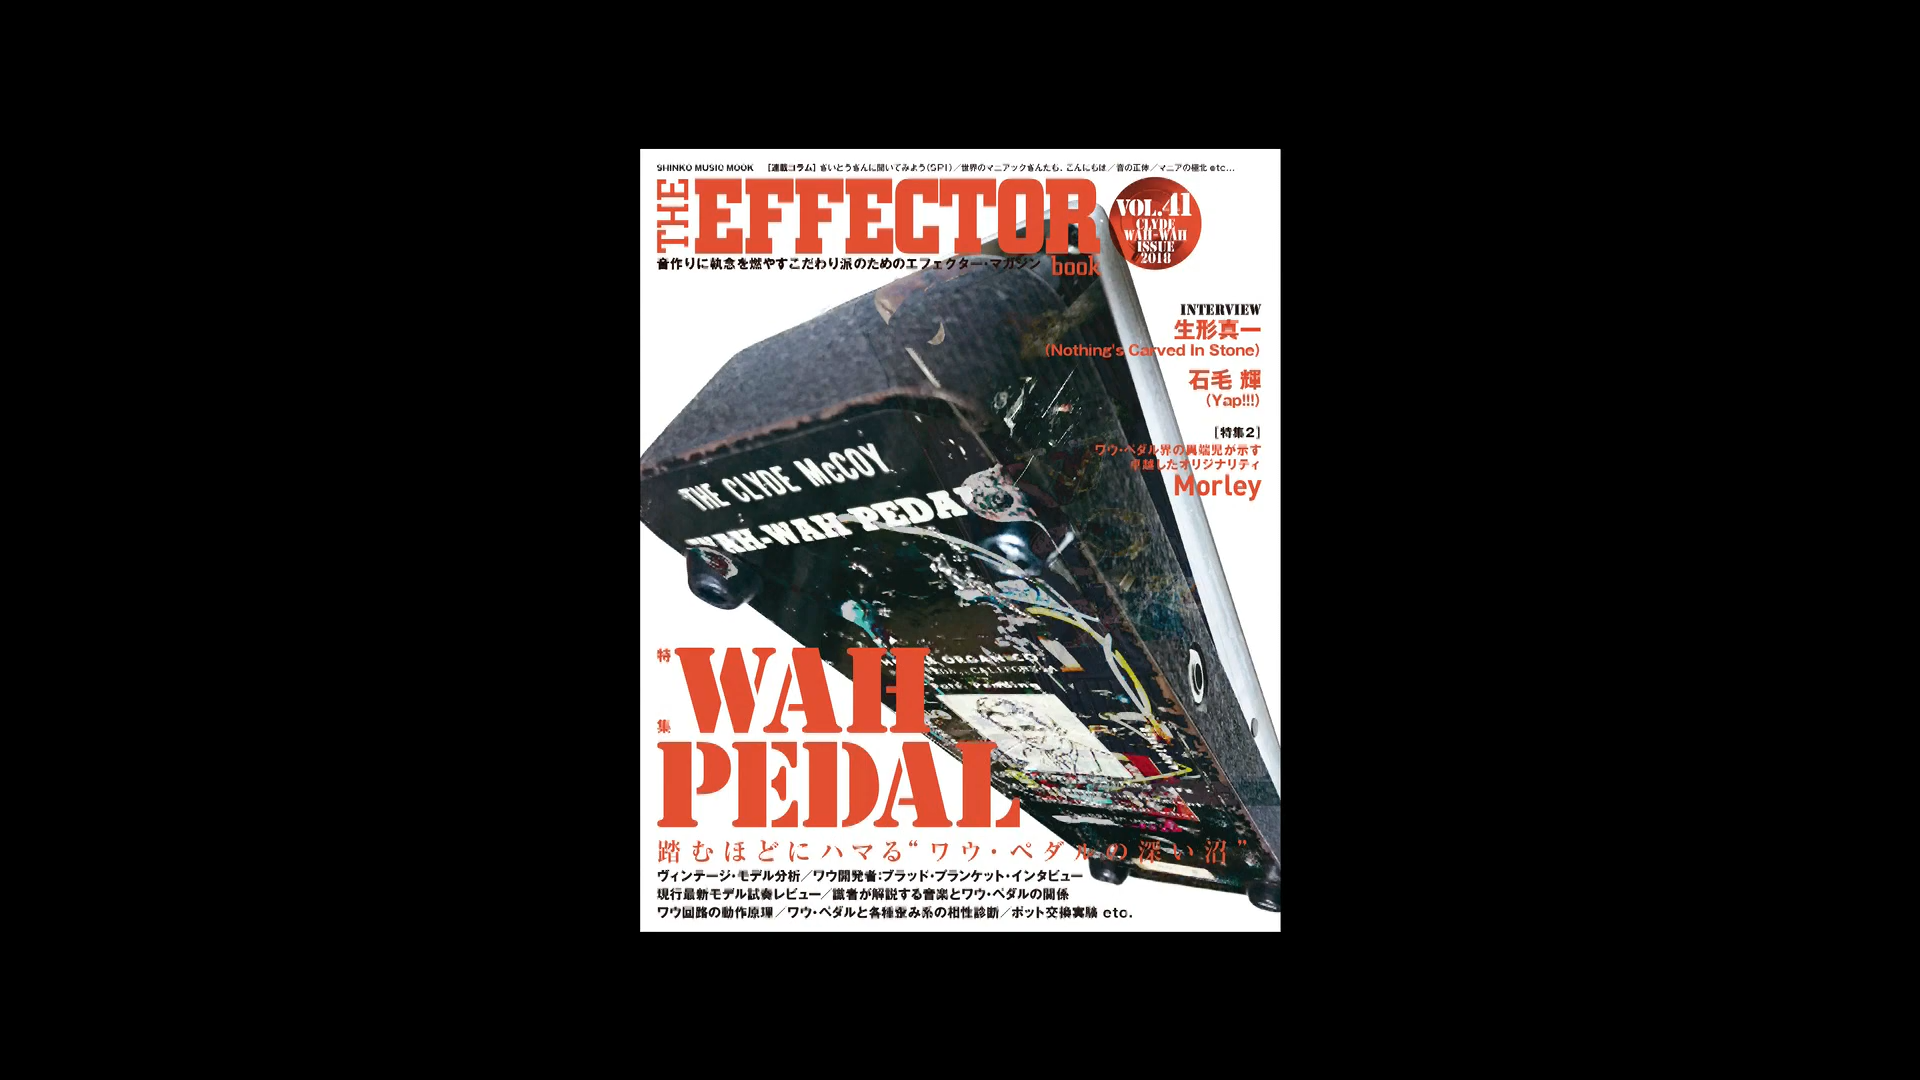 SHINKO MUSIC MOOK [連載コラム] さいとうさんに聞いてみよう(SPI)／世界のマニアックさんたち、こんにちは／音の正体／マニアの極北 etc...
THE EFFECTOR book
音作りに執念を燃やすこだわり派のためのエフェクター・マガジン
VOL.41
CLYDE
WAH-WAH
ISSUE
2018
INTERVIEW
生形真一
(Nothing's Carved In Stone)
石毛 輝
(Yap!!!)
[特集2]
ワウ・ペダル界の異端児が示す
卓越したオリジナリティ
Morley
THE CLYDE McCOY
WAH-WAH PEDAL
ORGAN CO.
特集
WAH
PEDAL
踏むほどにハマる“ワウ・ペダルの深い沼”
ヴィンテージ・モデル分析／ワウ開発者:ブラッド・プランケット・インタビュー
現行最新モデル試奏レビュー／識者が解説する音楽とワウ・ペダルの関係
ワウ回路の動作原理／ワウ・ペダルと各種歪み系の相性診断／ポット交換実験 etc.